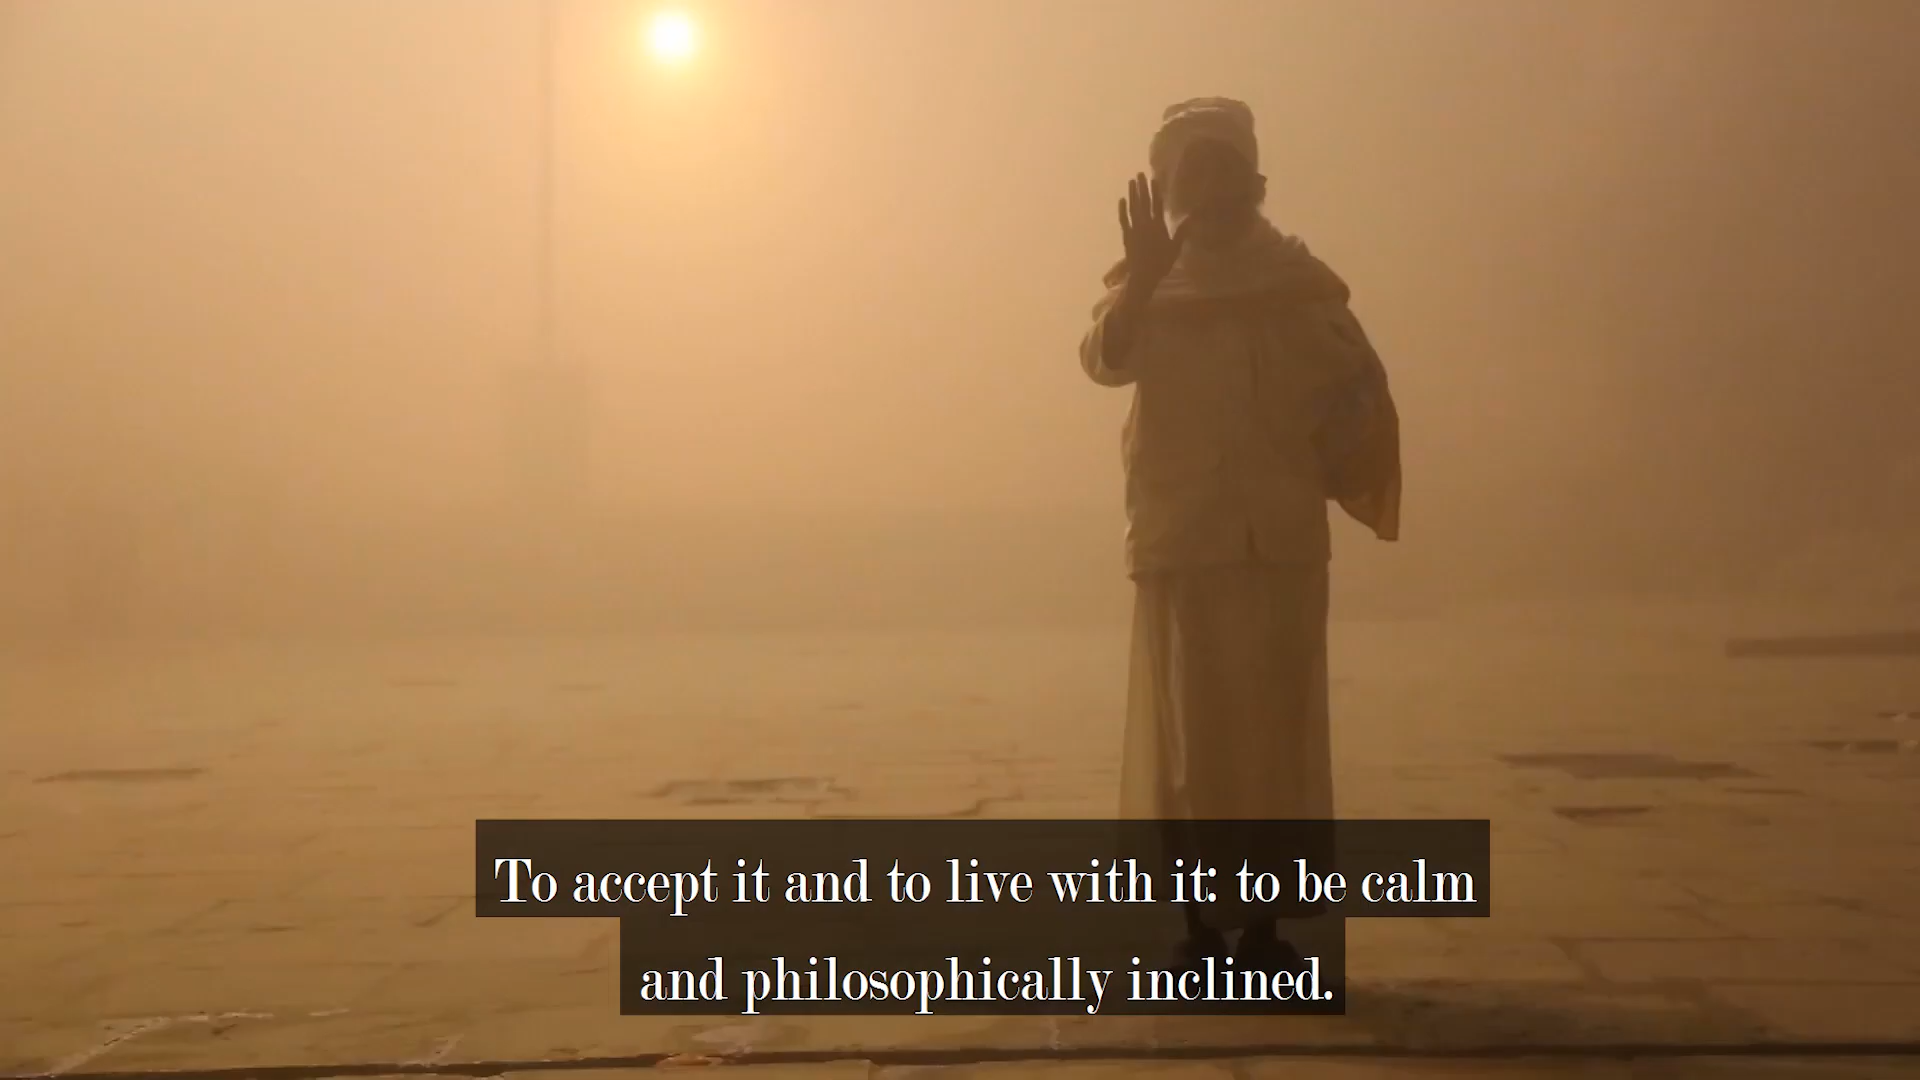 To accept it and to live with it: to be calm
and philosophically inclined.